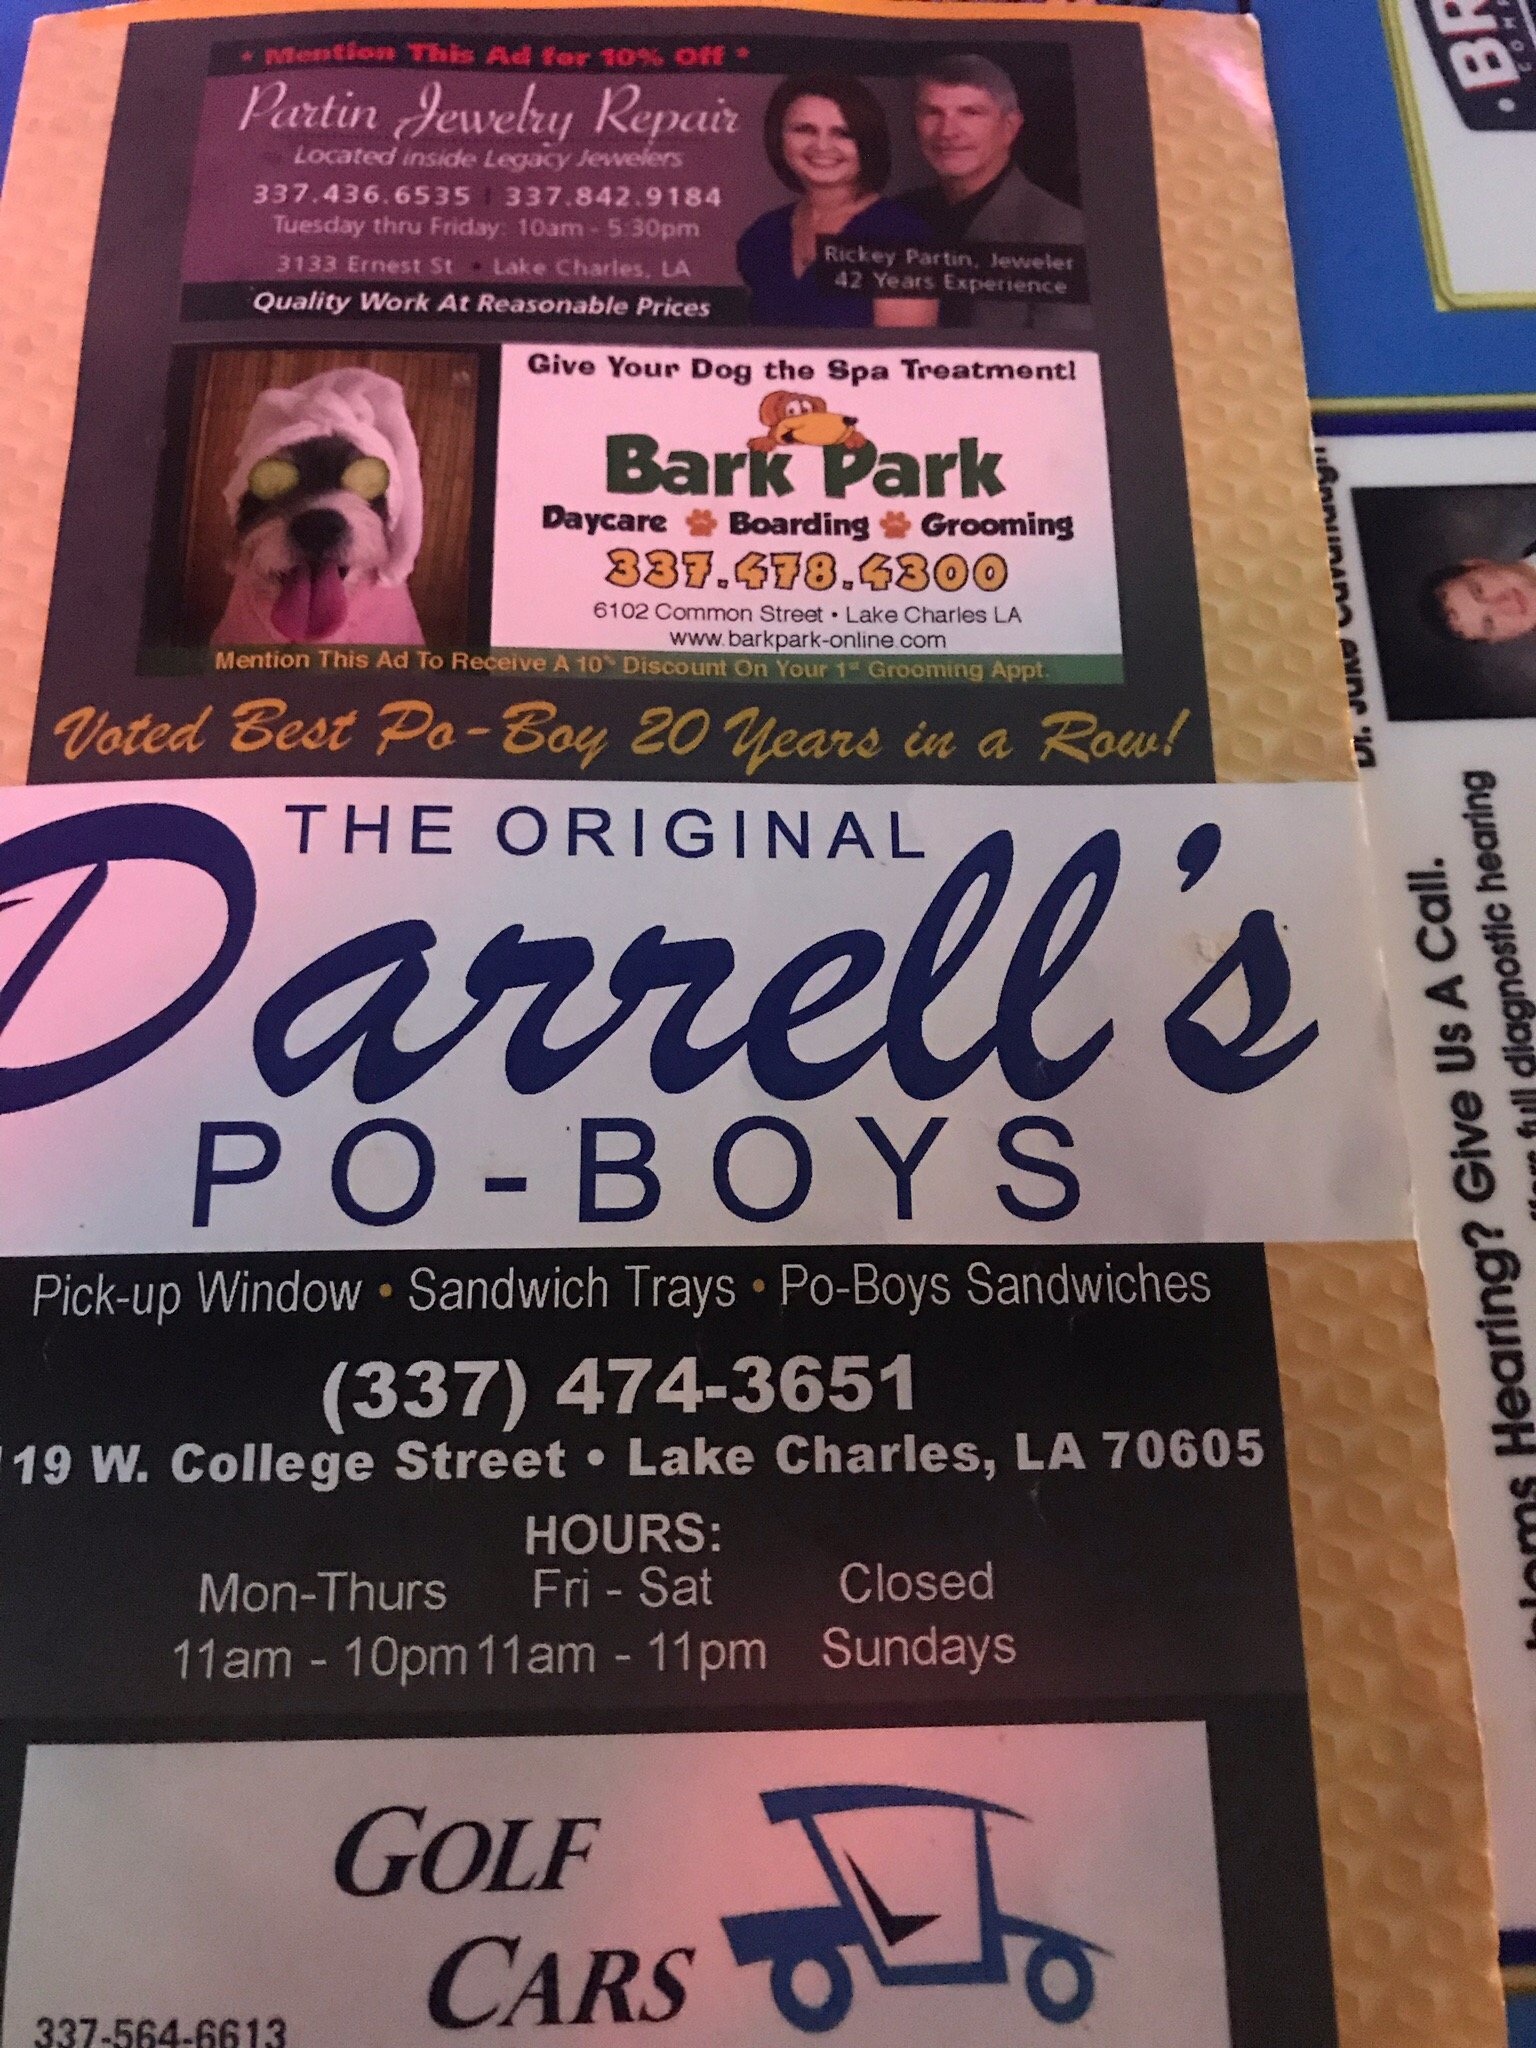 * Mention This Ad for 10% Off *
Partin Jewelry Repair
Located inside Legacy Jewelers
337.436.6535 | 337.842.9184
Tuesday thru Friday: 10am - 5:30pm
3133 Ernest St • Lake Charles, LA
Quality Work At Reasonable Prices
Rickey Partin, Jeweler
42 Years Experience
Give Your Dog the Spa Treatment!
Bark Park
Daycare Boarding Grooming
337.478.4300
6102 Common Street • Lake Charles LA
www.barkpark-online.com
Mention This Ad To Receive A 10% Discount On Your 1st Grooming Appt.
Voted Best Po-Boy 20 Years in a Row!
THE ORIGINAL
Darrell's
PO-BOYS
Pick-up Window • Sandwich Trays • Po-Boys Sandwiches
(337) 474-3651
119 W. College Street • Lake Charles, LA 70605
HOURS:
Mon-Thurs Fri - Sat Closed
11am - 10pm 11am - 11pm Sundays
GOLF
CARS
337-564-6613
BR
Dr. Jake Cavanaugh
Hearing? Give Us A Call.
full diagnostic hearing